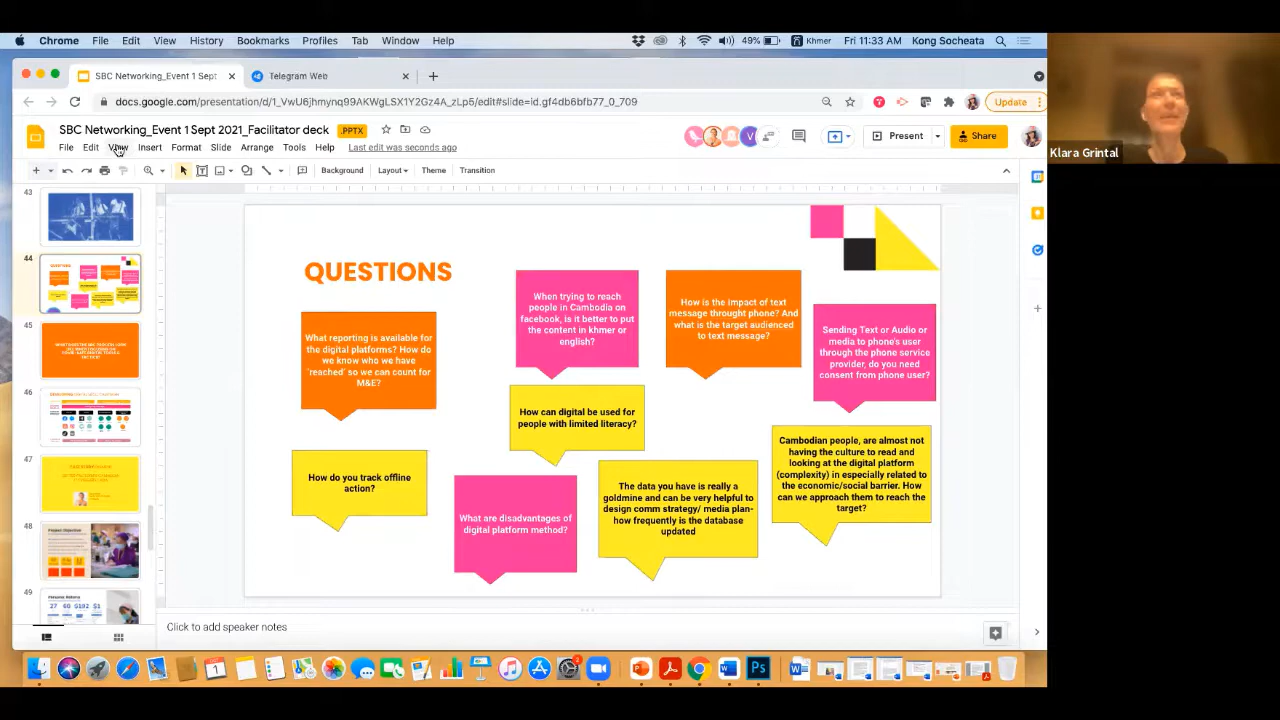 Chrome File Edit View History Bookmarks Profiles Tab Window Help
49% Khmer Fri 11:33 AM Kong Socheata
SBC Networking_Event 1 Sept
Telegram Web
docs.google.com/presentation/d/1_VwU6jhmynq99AKWgLSX1Y2Gz4A_zLp5/edit#slide=id.gf4db6bfb77_0_709
Update
SBC Networking_Event 1 Sept 2021_Facilitator deck .PPTX
Present
Share
File Edit View Insert Format Slide Arrange Tools Help Last edit was seconds ago
Background Layout Theme Transition
43
44
45
46
47
48
49
QUESTIONS
What reporting is available for
the digital platforms? How do
we know who we have
'reached' so we can count for
M&E?
When trying to reach
people in Cambodia on
facebook, is it better to put
the content in khmer or
english?
How is the impact of text
message throught phone? And
what is the target audienced
to text message?
Sending Text or Audio or
media to phone's user
through the phone service
provider, do you need
consent from phone user?
How can digital be used for
people with limited literacy?
How do you track offline
action?
What are disadvantages of
digital platform method?
The data you have is really a
goldmine and can be very helpful to
design comm strategy/ media plan-
how frequently is the database
updated
Cambodian people, are almost not
having the culture to read and
looking at the digital platform
(complexity) in especially related to
the economic/social barrier. How
can we approach them to reach the
target?
Click to add speaker notes
Klara Grintal